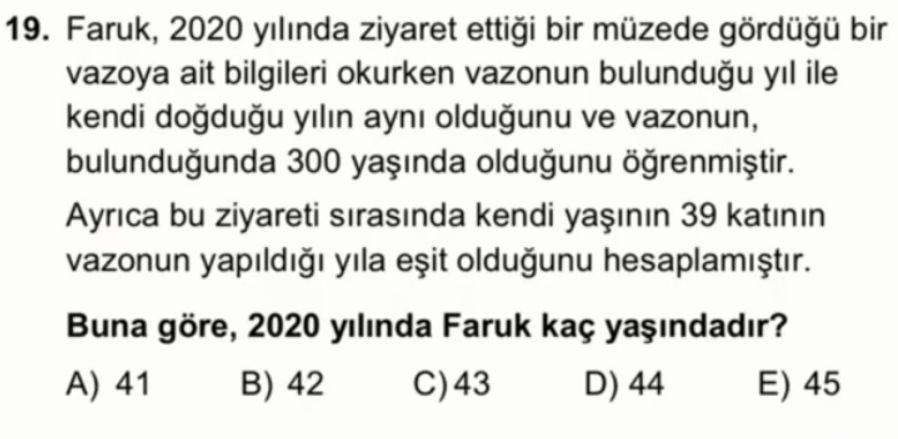 19. Faruk, 2020 yılında ziyaret ettiği bir müzede gördüğü bir
vazoya ait bilgileri okurken vazonun bulunduğu yıl ile
kendi doğduğu yılın aynı olduğunu ve vazonun,
bulunduğunda 300 yaşında olduğunu öğrenmiştir.
Ayrıca bu ziyareti sırasında kendi yaşının 39 katının
vazonun yapıldığı yıla eşit olduğunu hesaplamıştır.
Buna göre, 2020 yılında Faruk kaç yaşındadır?
A) 41 B) 42 C) 43 D) 44 E) 45